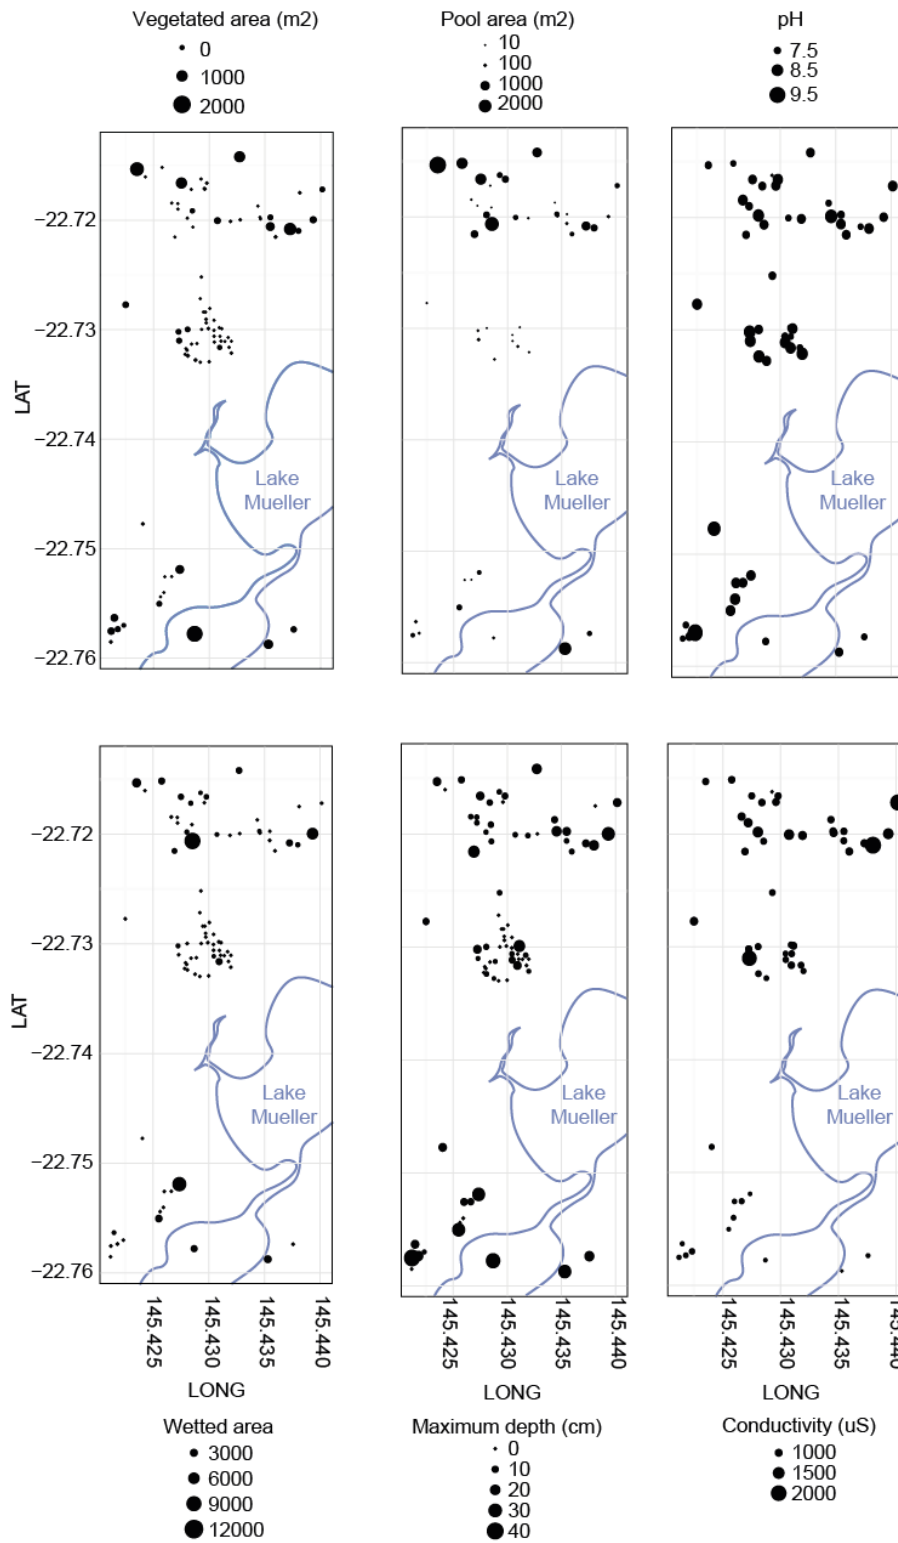 Vegetated area (m2)
0
1000
2000
Pool area (m2)
10
100
1000
2000
pH
7.5
8.5
9.5
−22.72
−22.73
−22.74
−22.75
−22.76
LAT
Lake
Mueller
Lake
Mueller
Lake
Mueller
−22.72
−22.73
−22.74
−22.75
−22.76
LAT
Lake
Mueller
Lake
Mueller
Lake
Mueller
145.425
145.430
145.435
145.440
LONG
145.425
145.430
145.435
145.440
LONG
145.425
145.430
145.435
145.440
LONG
Wetted area
3000
6000
9000
12000
Maximum depth (cm)
0
10
20
30
40
Conductivity (uS)
1000
1500
2000